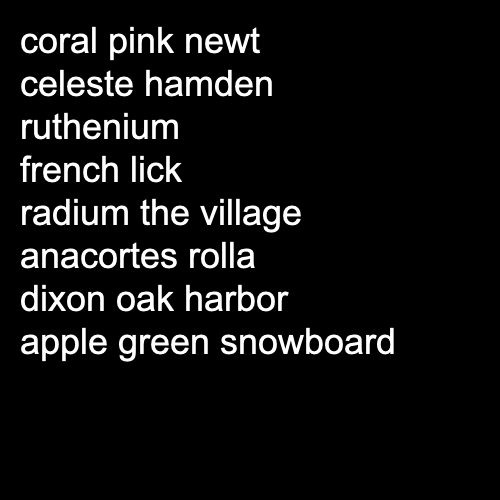 coral pink newt
celeste hamden
ruthenium
french lick
radium the village
anacortes rolla
dixon oak harbor
apple green snowboard